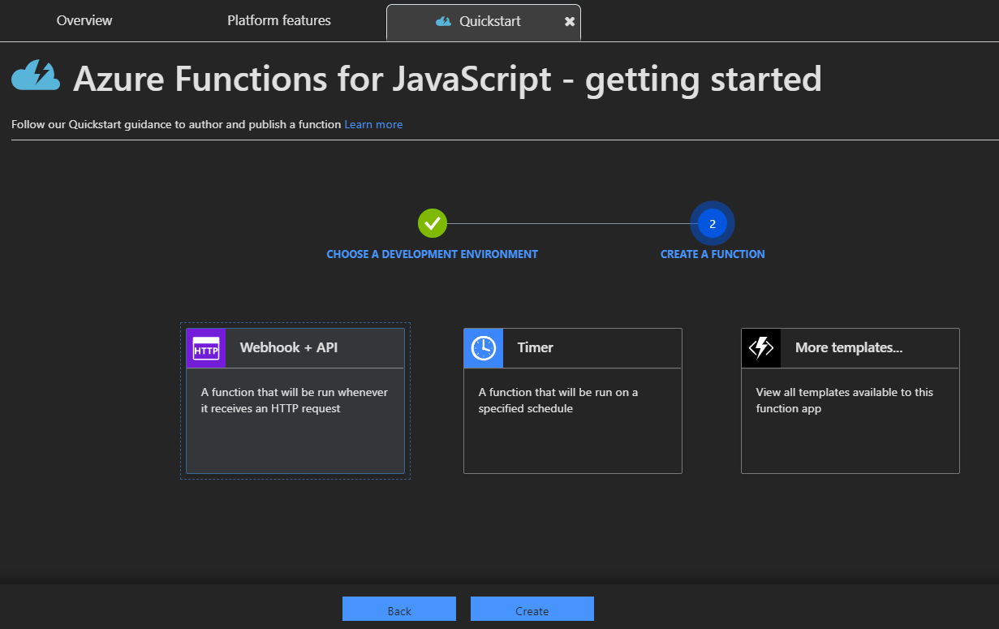 Overview
Platform features
Quickstart
Azure Functions for JavaScript - getting started
Follow our Quickstart guidance to author and publish a function Learn more
2
CHOOSE A DEVELOPMENT ENVIRONMENT
CREATE A FUNCTION
HTTP
Webhook + API
A function that will be run whenever
it receives an HTTP request
Timer
A function that will be run on a
specified schedule
More templates...
View all templates available to this
function app
Back
Create